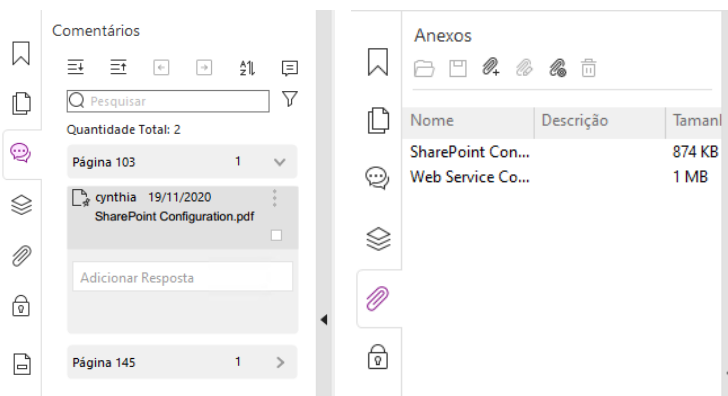 Comentários
Pesquisar
Quantidade Total: 2
Página 103 1
cynthia 19/11/2020
SharePoint Configuration.pdf
Adicionar Resposta
Página 145 1
Anexos
Nome Descrição Tamanh
SharePoint Con... 874 KB
Web Service Co... 1 MB